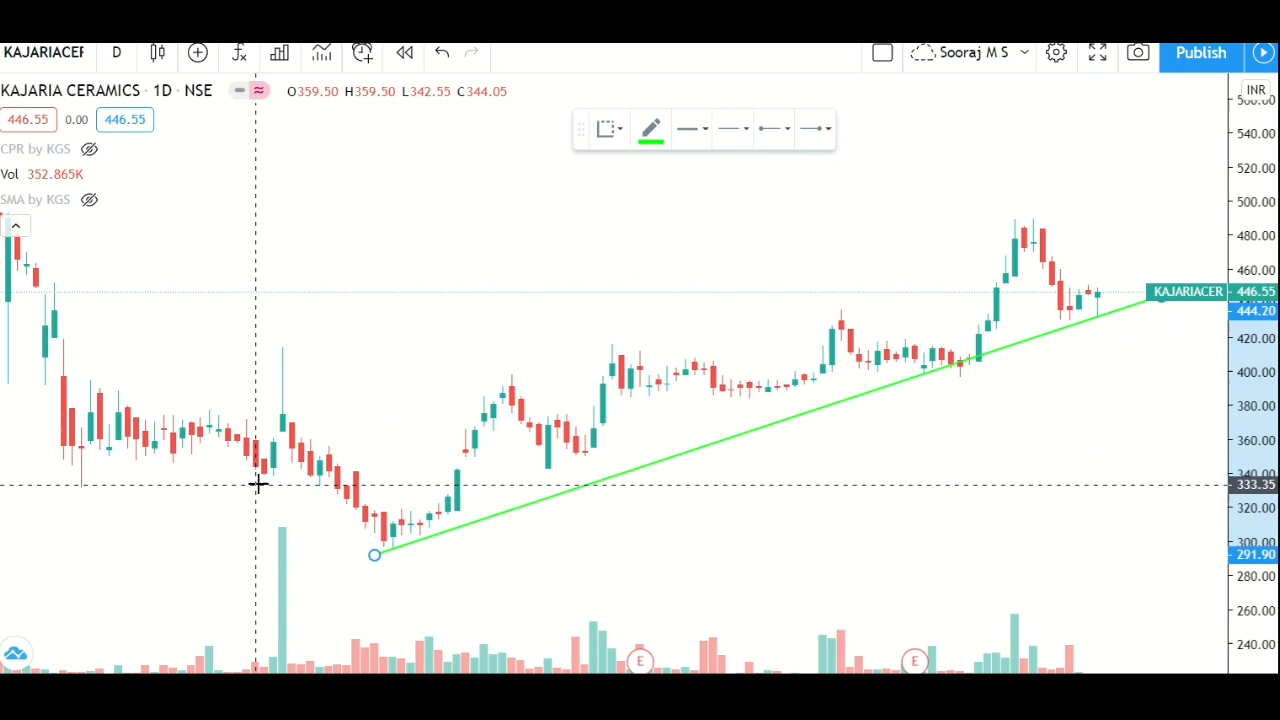 KAJARIACER D Sooraj M S Publish
KAJARIA CERAMICS · 1D · NSE O359.50 H359.50 L342.55 C344.05 INR
446.55 0.00 446.55
CPR by KGS
Vol 352.865K
SMA by KGS
540.00
520.00
500.00
480.00
460.00
KAJARIACER 446.55
444.20
420.00
400.00
380.00
360.00
340.00
333.35
320.00
300.00
291.90
280.00
260.00
240.00
E E